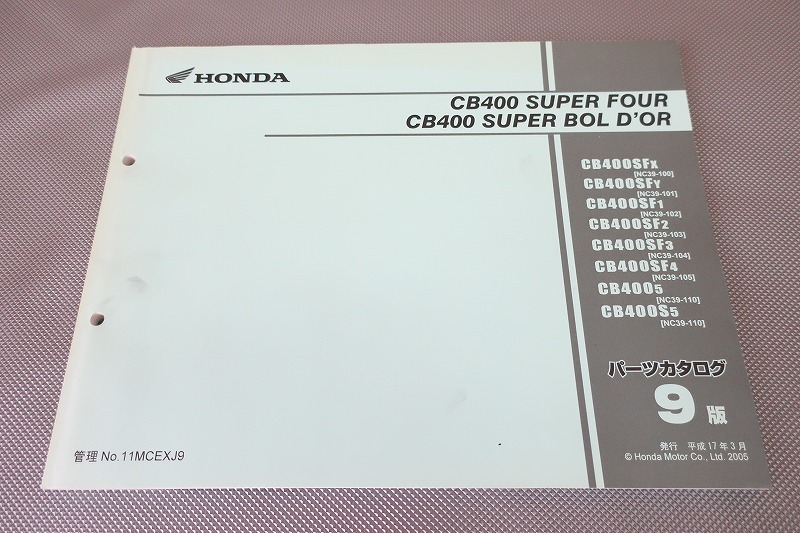 HONDA
CB400 SUPER FOUR
CB400 SUPER BOL D'OR
CB400SFX
[NC39-100]
CB400SFY
[NC39-101]
CB400SF1
[NC39-102]
CB400SF2
[NC39-103]
CB400SF3
[NC39-104]
CB400SF4
[NC39-105]
CB4005
[NC39-110]
CB400S5
[NC39-110]
パーツカタログ
9版
発行 平成17年3月
© Honda Motor Co., Ltd. 2005
管理 No.11MCEXJ9